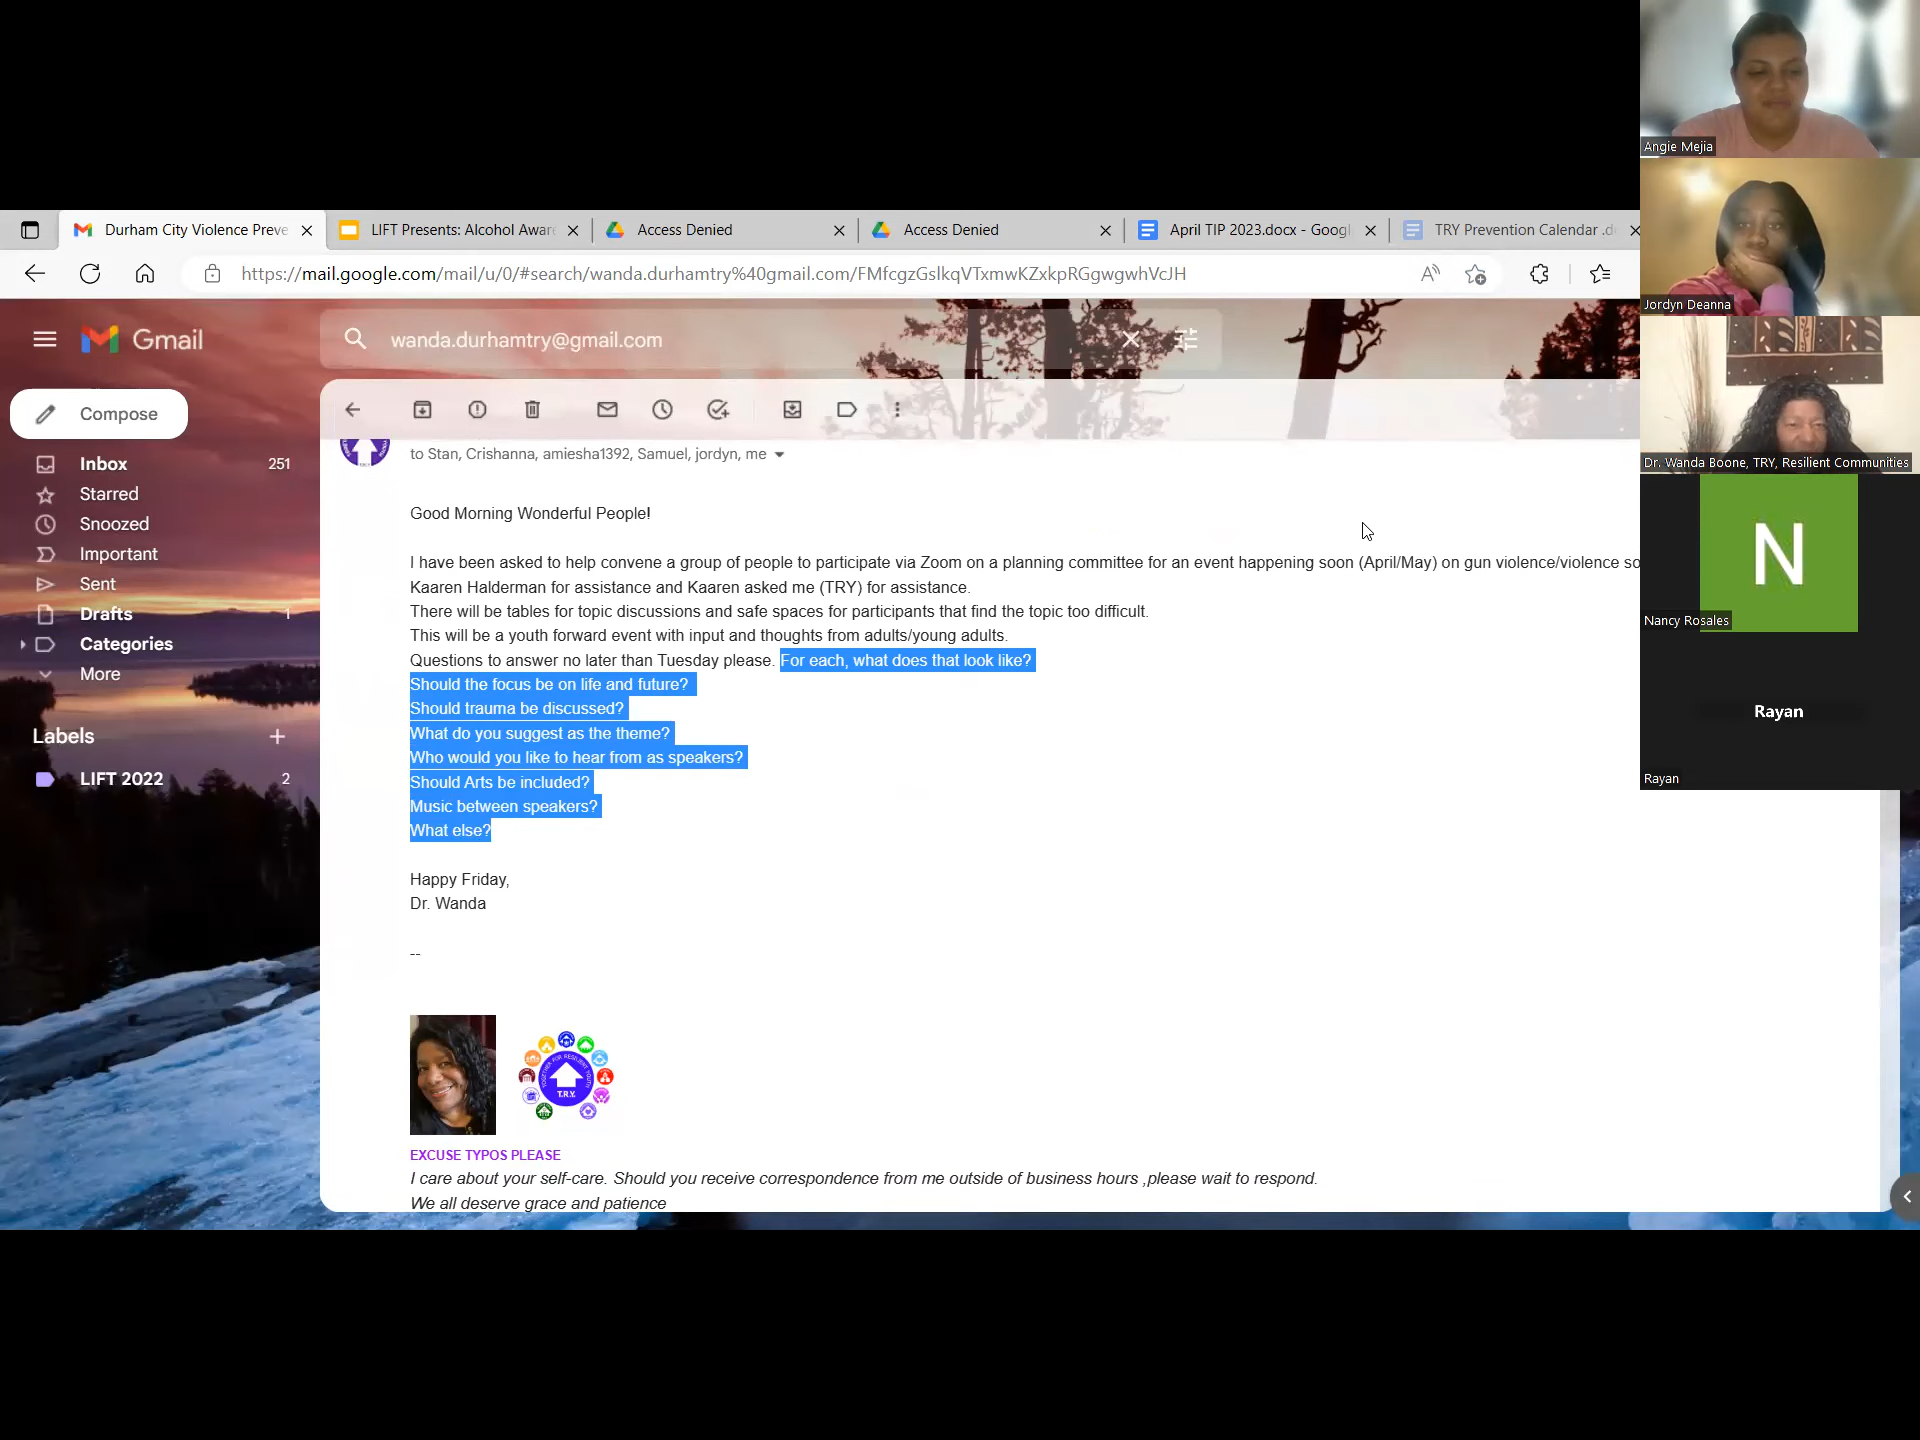 Angie Mejia
Durham City Violence Preve
LIFT Presents: Alcohol Awar
Access Denied
Access Denied
April TIP 2023.docx - Googl
TRY Prevention Calendar .d
https://mail.google.com/mail/u/0/#search/wanda.durhamtry%40gmail.com/FMfcgzGslkqVTxmwKZxkpRGgwgwhVcJH
Jordyn Deanna
Gmail
wanda.durhamtry@gmail.com
Compose
Inbox 251
Starred
Snoozed
Important
Sent
Drafts 1
Categories
More
Labels
LIFT 2022 2
to Stan, Crishanna, amiesha1392, Samuel, jordyn, me
Good Morning Wonderful People!
I have been asked to help convene a group of people to participate via Zoom on a planning committee for an event happening soon (April/May) on gun violence/violence so
Kaaren Halderman for assistance and Kaaren asked me (TRY) for assistance.
There will be tables for topic discussions and safe spaces for participants that find the topic too difficult.
This will be a youth forward event with input and thoughts from adults/young adults.
Questions to answer no later than Tuesday please. For each, what does that look like?
Should the focus be on life and future?
Should trauma be discussed?
What do you suggest as the theme?
Who would you like to hear from as speakers?
Should Arts be included?
Music between speakers?
What else?
Happy Friday,
Dr. Wanda
--
T.R.Y.
EXCUSE TYPOS PLEASE
I care about your self-care. Should you receive correspondence from me outside of business hours ,please wait to respond.
We all deserve grace and patience
Dr. Wanda Boone, TRY, Resilient Communities
N
Nancy Rosales
Rayan
Rayan